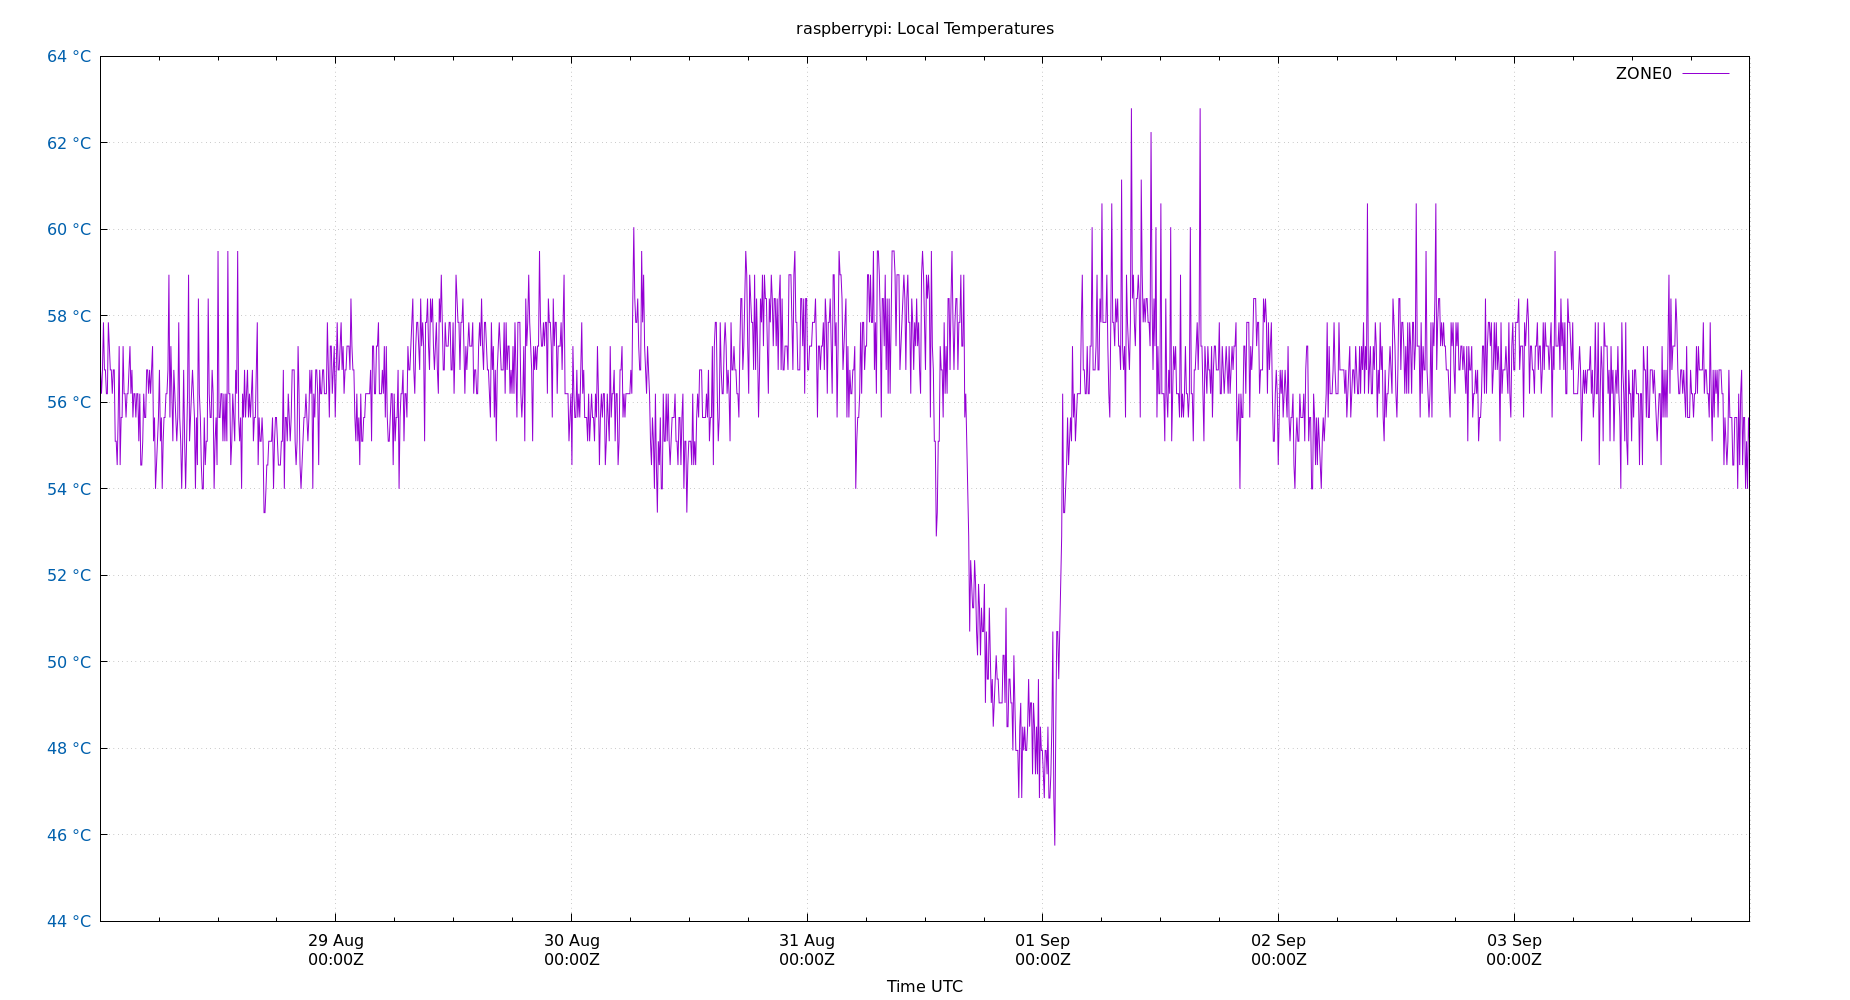 raspberrypi: Local Temperatures
64 °C
ZONE0
62 °C
60 °C
58 °C
56 °C
54 °C
52 °C
50 °C
48 °C
46 °C
44 °C
29 Aug 30 Aug 31 Aug 01 Sep 02 Sep 03 Sep
00:00Z 00:00Z 00:00Z 00:00Z 00:00Z 00:00Z
Time UTC